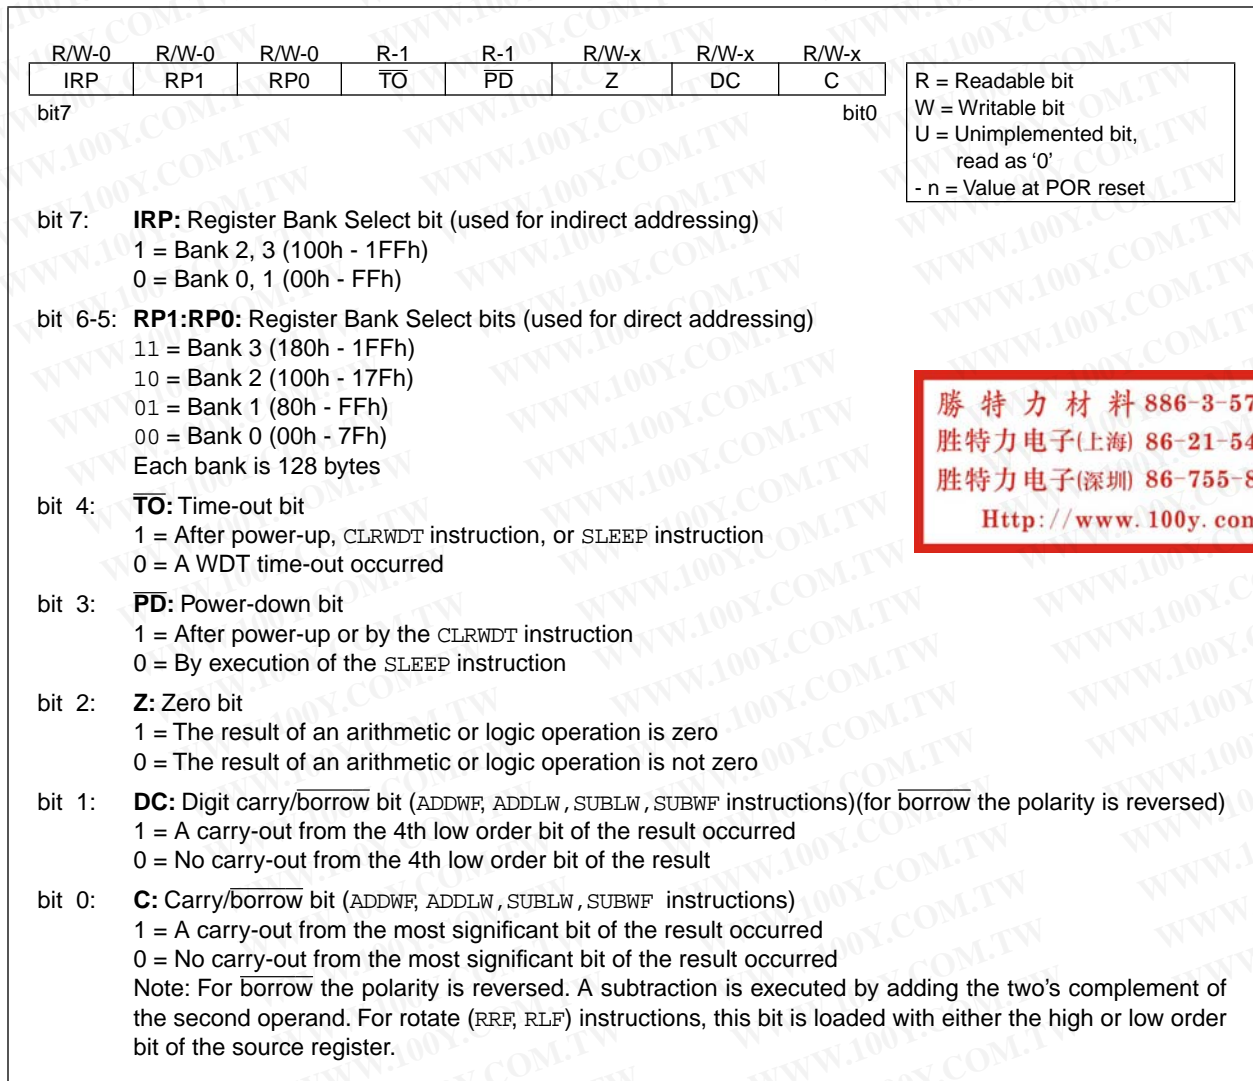 R/W-0 R/W-0 R/W-0 R-1 R-1 R/W-x R/W-x R/W-x
IRP RP1 RP0 T̅O̅ P̅D̅ Z DC C
bit7 bit0
R = Readable bit
W = Writable bit
U = Unimplemented bit,
read as ‘0’
- n = Value at POR reset
bit 7: IRP: Register Bank Select bit (used for indirect addressing)
1 = Bank 2, 3 (100h - 1FFh)
0 = Bank 0, 1 (00h - FFh)
bit 6-5: RP1:RP0: Register Bank Select bits (used for direct addressing)
11 = Bank 3 (180h - 1FFh)
10 = Bank 2 (100h - 17Fh)
01 = Bank 1 (80h - FFh)
00 = Bank 0 (00h - 7Fh)
Each bank is 128 bytes
勝 特 力 材 料 886-3-57
胜特力电子(上海) 86-21-54
胜特力电子(深圳) 86-755-8
Http://www.100y.com
bit 4: T̅O̅: Time-out bit
1 = After power-up, CLRWDT instruction, or SLEEP instruction
0 = A WDT time-out occurred
bit 3: P̅D̅: Power-down bit
1 = After power-up or by the CLRWDT instruction
0 = By execution of the SLEEP instruction
bit 2: Z: Zero bit
1 = The result of an arithmetic or logic operation is zero
0 = The result of an arithmetic or logic operation is not zero
bit 1: DC: Digit carry/b̅o̅r̅r̅o̅w̅ bit (ADDWF, ADDLW,SUBLW,SUBWF instructions)(for b̅o̅r̅r̅o̅w̅ the polarity is reversed)
1 = A carry-out from the 4th low order bit of the result occurred
0 = No carry-out from the 4th low order bit of the result
bit 0: C: Carry/b̅o̅r̅r̅o̅w̅ bit (ADDWF, ADDLW,SUBLW,SUBWF instructions)
1 = A carry-out from the most significant bit of the result occurred
0 = No carry-out from the most significant bit of the result occurred
Note: For b̅o̅r̅r̅o̅w̅ the polarity is reversed. A subtraction is executed by adding the two’s complement of
the second operand. For rotate (RRF, RLF) instructions, this bit is loaded with either the high or low order
bit of the source register.
WWW.100Y.COM.TW